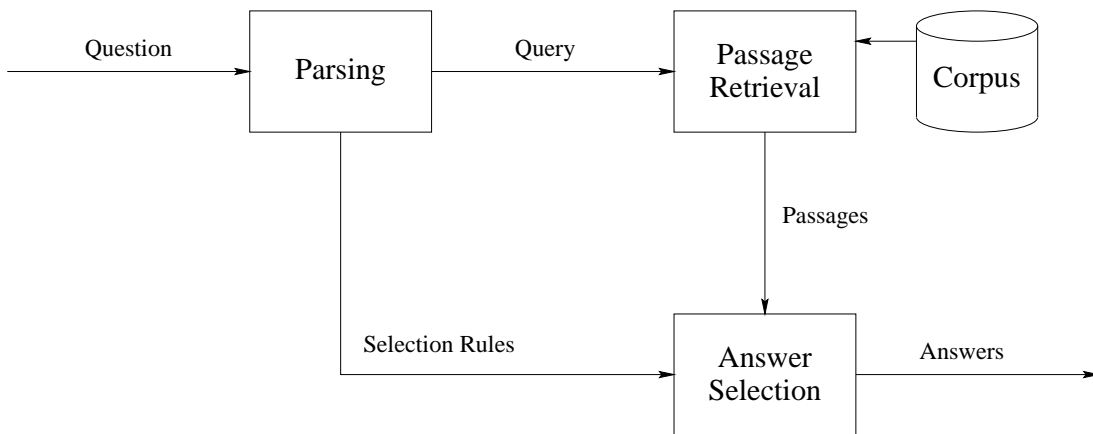 Question
Parsing
Query
Passage
Retrieval
Corpus
Passages
Selection Rules
Answer
Selection
Answers